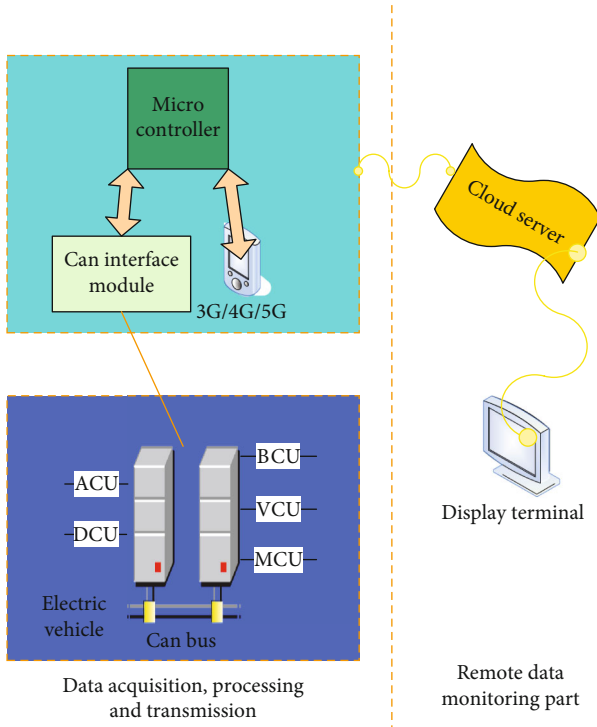 Micro
controller
Can interface
module
3G/4G/5G
Cloud server
Display terminal
ACU
DCU
BCU
VCU
MCU
Electric
vehicle
Can bus
Data acquisition, processing
and transmission
Remote data
monitoring part